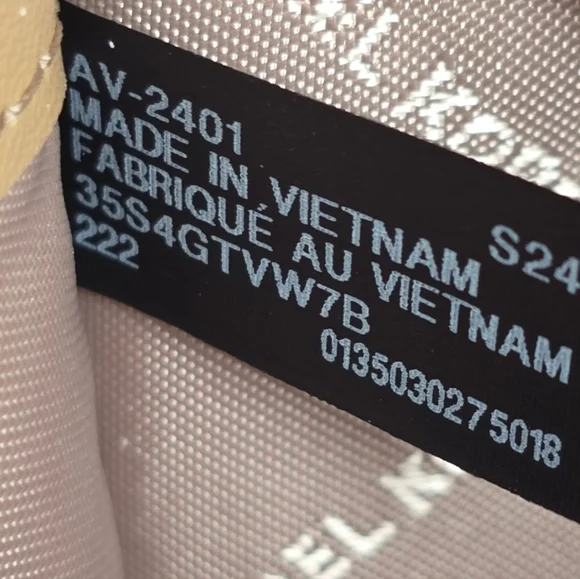 AV-2401
MADE IN VIETNAM S24
FABRIQUÉ AU VIETNAM
35S4GTVW7B
222
0135030275018